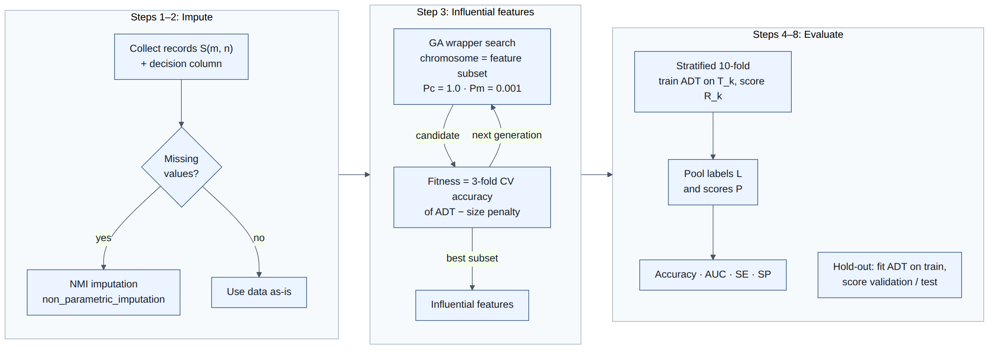 Steps 1–2: Impute
Collect records S(m, n)
+ decision column
Missing
values?
yes
no
NMI imputation
non_parametric_imputation
Use data as-is
Step 3: Influential features
GA wrapper search
chromosome = feature
subset
Pc = 1.0 · Pm = 0.001
candidate
next generation
Fitness = 3-fold CV
accuracy
of ADT − size penalty
best subset
Influential features
Steps 4–8: Evaluate
Stratified 10-fold
train ADT on T_k, score
R_k
Pool labels L
and scores P
Accuracy · AUC · SE · SP
Hold-out: fit ADT on train,
score validation / test